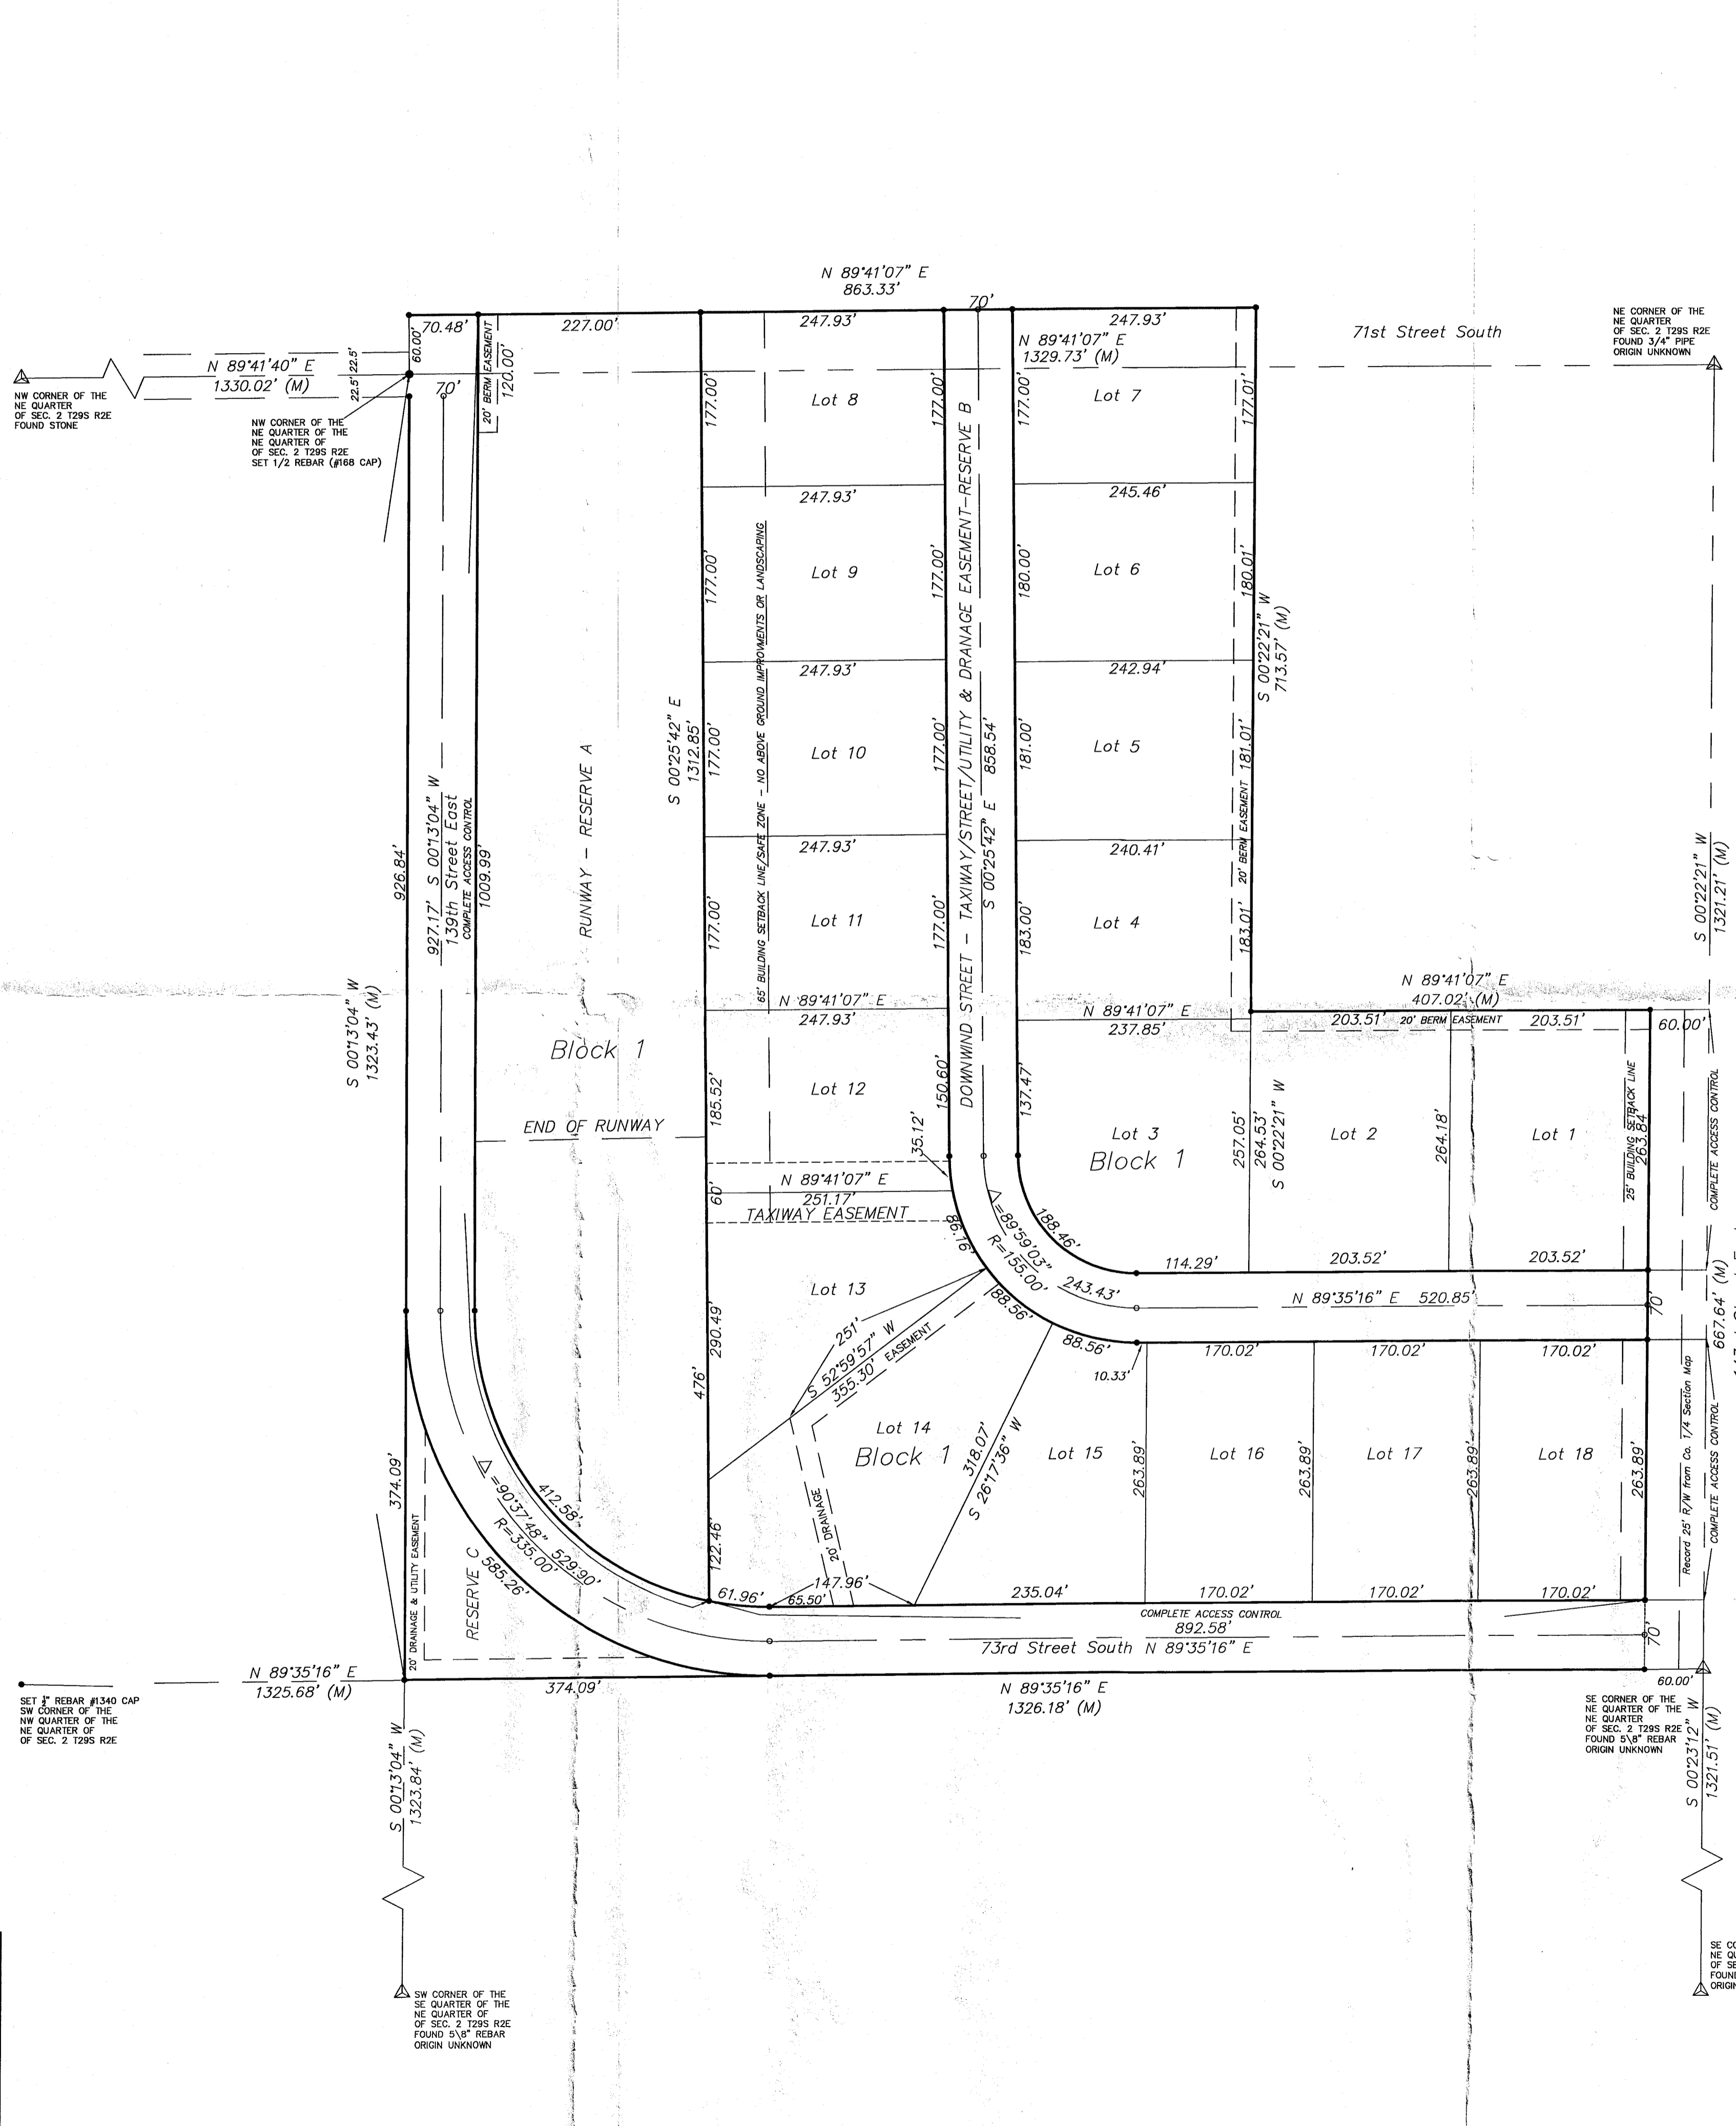 N 89°41'07" E
863.33'
70'
70.48'
227.00'
247.93'
247.93'
N 89°41'07" E
1329.73' (M)
71st Street South
NE CORNER OF THE
NE QUARTER
OF SEC. 2 T29S R2E
FOUND 3/4" PIPE
ORIGIN UNKNOWN
60.00'
20' BERM EASEMENT
120.00'
N 89°41'40" E
1330.02' (M)
22.5' 22.5'
70'
NW CORNER OF THE
NE QUARTER
OF SEC. 2 T29S R2E
FOUND STONE
NW CORNER OF THE
NE QUARTER OF THE
NE QUARTER OF
OF SEC. 2 T29S R2E
SET 1/2 REBAR (#168 CAP)
177.00'
Lot 8
177.00'
177.00'
Lot 7
177.01'
247.93'
245.46'
177.00'
Lot 9
177.00'
180.00'
Lot 6
180.01'
S 00°22'21" W
713.57' (M)
247.93'
242.94'
65' BUILDING SETBACK LINE/SAFE ZONE - NO ABOVE GROUND IMPROVMENTS OR LANDSCAPING
DOWNWIND STREET - TAXIWAY/STREET/UTILITY & DRANAGE EASEMENT-RESERVE B
S 00°25'42" E 858.54'
S 00°25'42" E
1312.85'
177.00'
Lot 10
177.00'
181.00'
Lot 5
20' BERM EASEMENT
181.01'
RUNWAY - RESERVE A
926.84'
927.17' S 00°13'04" W
139th Street East
COMPLETE ACCESS CONTROL
1009.99'
247.93'
240.41'
177.00'
Lot 11
177.00'
183.00'
Lot 4
183.01'
S 00°22'21" W
1321.21' (M)
S 00°13'04" W
1323.43' (M)
N 89°41'07" E
247.93'
N 89°41'07" E
237.85'
N 89°41'07" E
407.02' (M)
203.51'
20' BERM EASEMENT
203.51'
60.00'
Block 1
END OF RUNWAY
185.52'
Lot 12
150.60'
35.12'
137.47'
Lot 3
Block 1
257.05'
264.53'
S 00°22'21" W
Lot 2
264.18'
Lot 1
25' BUILDING SETBACK LINE
263.84'
COMPLETE ACCESS CONTROL
N 89°41'07" E
251.17'
60'
TAXIWAY EASEMENT
86.16'
△=89°59'03"
R=155.00'
243.43'
188.46'
114.29'
203.52'
203.52'
N 89°35'16" E 520.85'
70'
667.64' (M)
Lot 13
290.49'
476'
251'
S 52°59'57" W
355.30'
EASEMENT
88.56'
88.56'
10.33'
170.02'
170.02'
170.02'
Record 25' R/W from Co. 1/4 Section Map
COMPLETE ACCESS CONTROL
Lot 14
Block 1
318.07'
S 26°17'36" W
Lot 15
263.89'
Lot 16
263.89'
Lot 17
263.89'
Lot 18
263.89'
374.09'
△=90°37'48"
R=335.00'
529.90'
412.58'
585.26'
RESERVE C
20' DRAINAGE & UTILITY EASEMENT
122.46'
20' DRAINAGE
61.96'
147.96'
65.50'
235.04'
170.02'
170.02'
170.02'
COMPLETE ACCESS CONTROL
892.58'
73rd Street South N 89°35'16" E
70'
N 89°35'16" E
1325.68' (M)
374.09'
N 89°35'16" E
1326.18' (M)
60.00'
SET ½" REBAR #1340 CAP
SW CORNER OF THE
NW QUARTER OF THE
NE QUARTER OF
OF SEC. 2 T29S R2E
SE CORNER OF THE
NE QUARTER OF THE
NE QUARTER
OF SEC. 2 T29S R2E
FOUND 5\8" REBAR
ORIGIN UNKNOWN
S 00°23'12" W
1321.51' (M)
S 00°13'04" W
1323.84' (M)
SW CORNER OF THE
SE QUARTER OF THE
NE QUARTER OF
OF SEC. 2 T29S R2E
FOUND 5\8" REBAR
ORIGIN UNKNOWN
SE
NE
OF